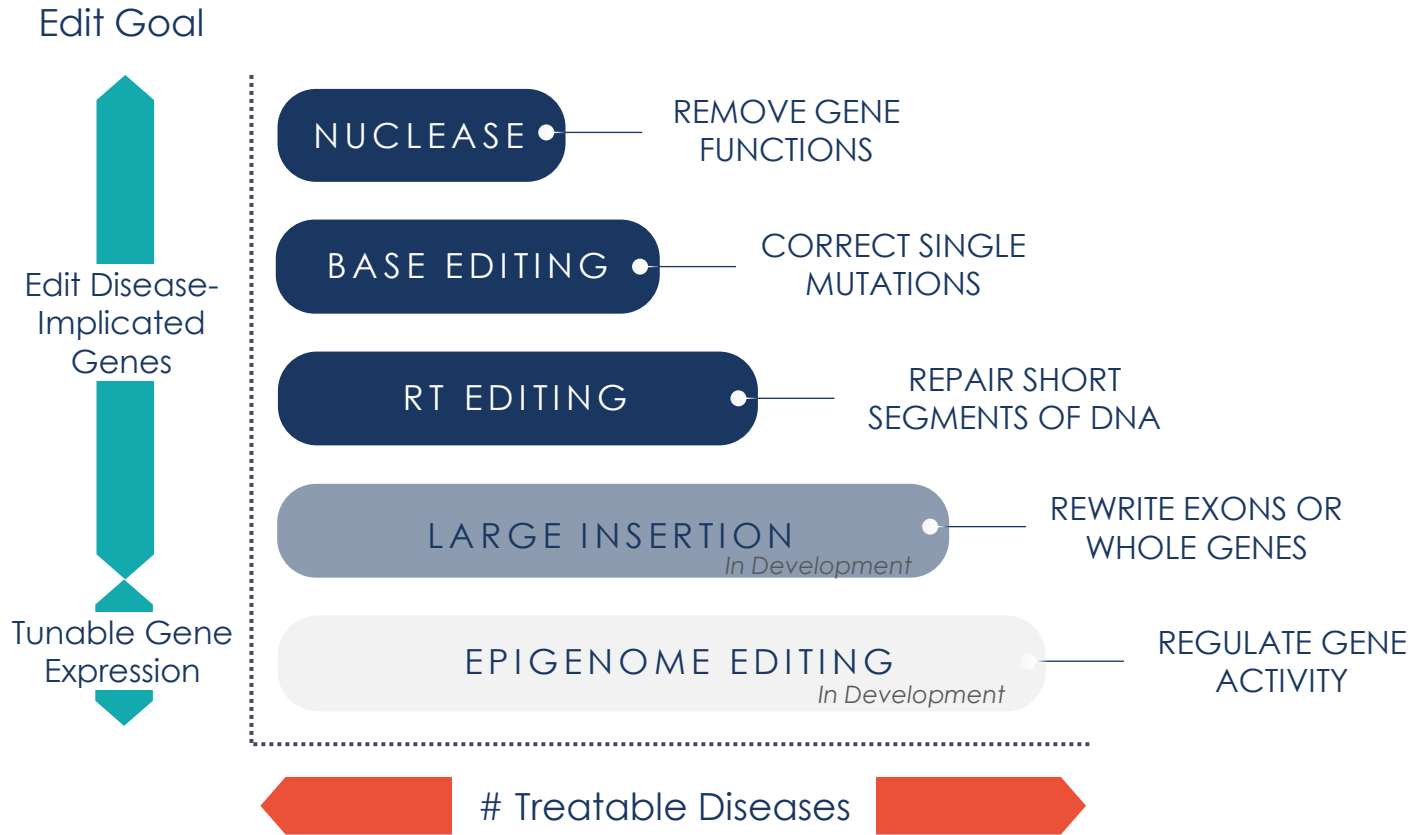 Edit Goal
NUCLEASE
REMOVE GENE
FUNCTIONS
BASE EDITING
CORRECT SINGLE
MUTATIONS
Edit Disease-
Implicated
Genes
RT EDITING
REPAIR SHORT
SEGMENTS OF DNA
LARGE INSERTION
In Development
REWRITE EXONS OR
WHOLE GENES
Tunable Gene
Expression
EPIGENOME EDITING
In Development
REGULATE GENE
ACTIVITY
# Treatable Diseases